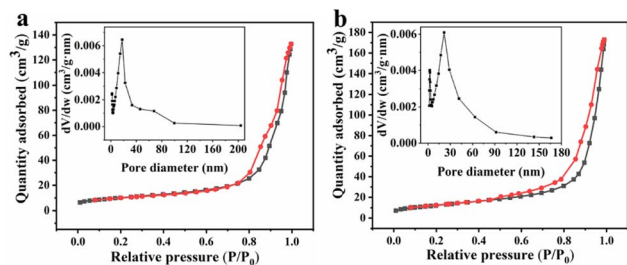 a
Quantity adsorbed (cm³/g)
140
120
100
80
60
40
20
0
0.0 0.2 0.4 0.6 0.8 1.0
Relative pressure (P/P₀)
dV/dw (cm³/g·nm)
0.006
0.004
0.002
0.000
0 40 80 120 160 200
Pore diameter (nm)
b
Quantity adsorbed (cm³/g)
180
160
140
120
100
80
60
40
20
0
0.0 0.2 0.4 0.6 0.8 1.0
Relative pressure (P/P₀)
dV/dw (cm³/g·nm)
0.006
0.004
0.002
0.000
0 30 60 90 120 150
Pore diameter (nm)